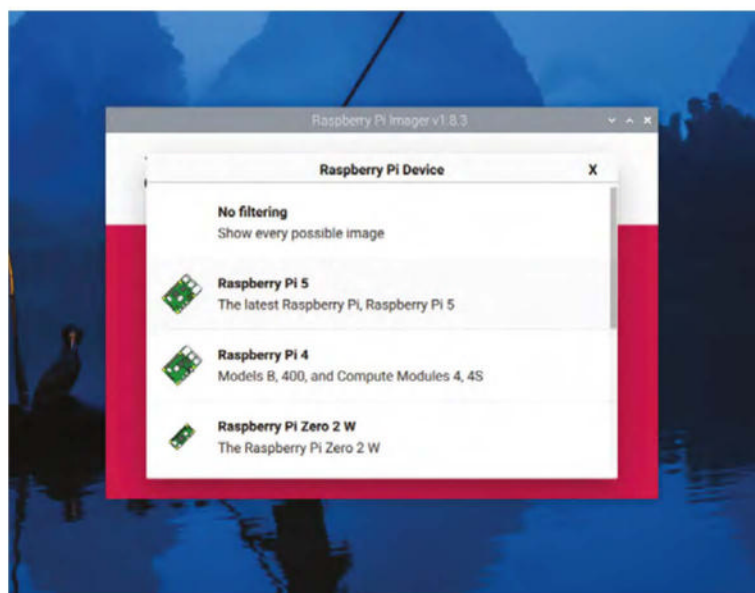 Raspberry Pi Imager v1.8.3
Raspberry Pi Device
X
No filtering
Show every possible image
Raspberry Pi 5
The latest Raspberry Pi, Raspberry Pi 5
Raspberry Pi 4
Models B, 400, and Compute Modules 4, 4S
Raspberry Pi Zero 2 W
The Raspberry Pi Zero 2 W